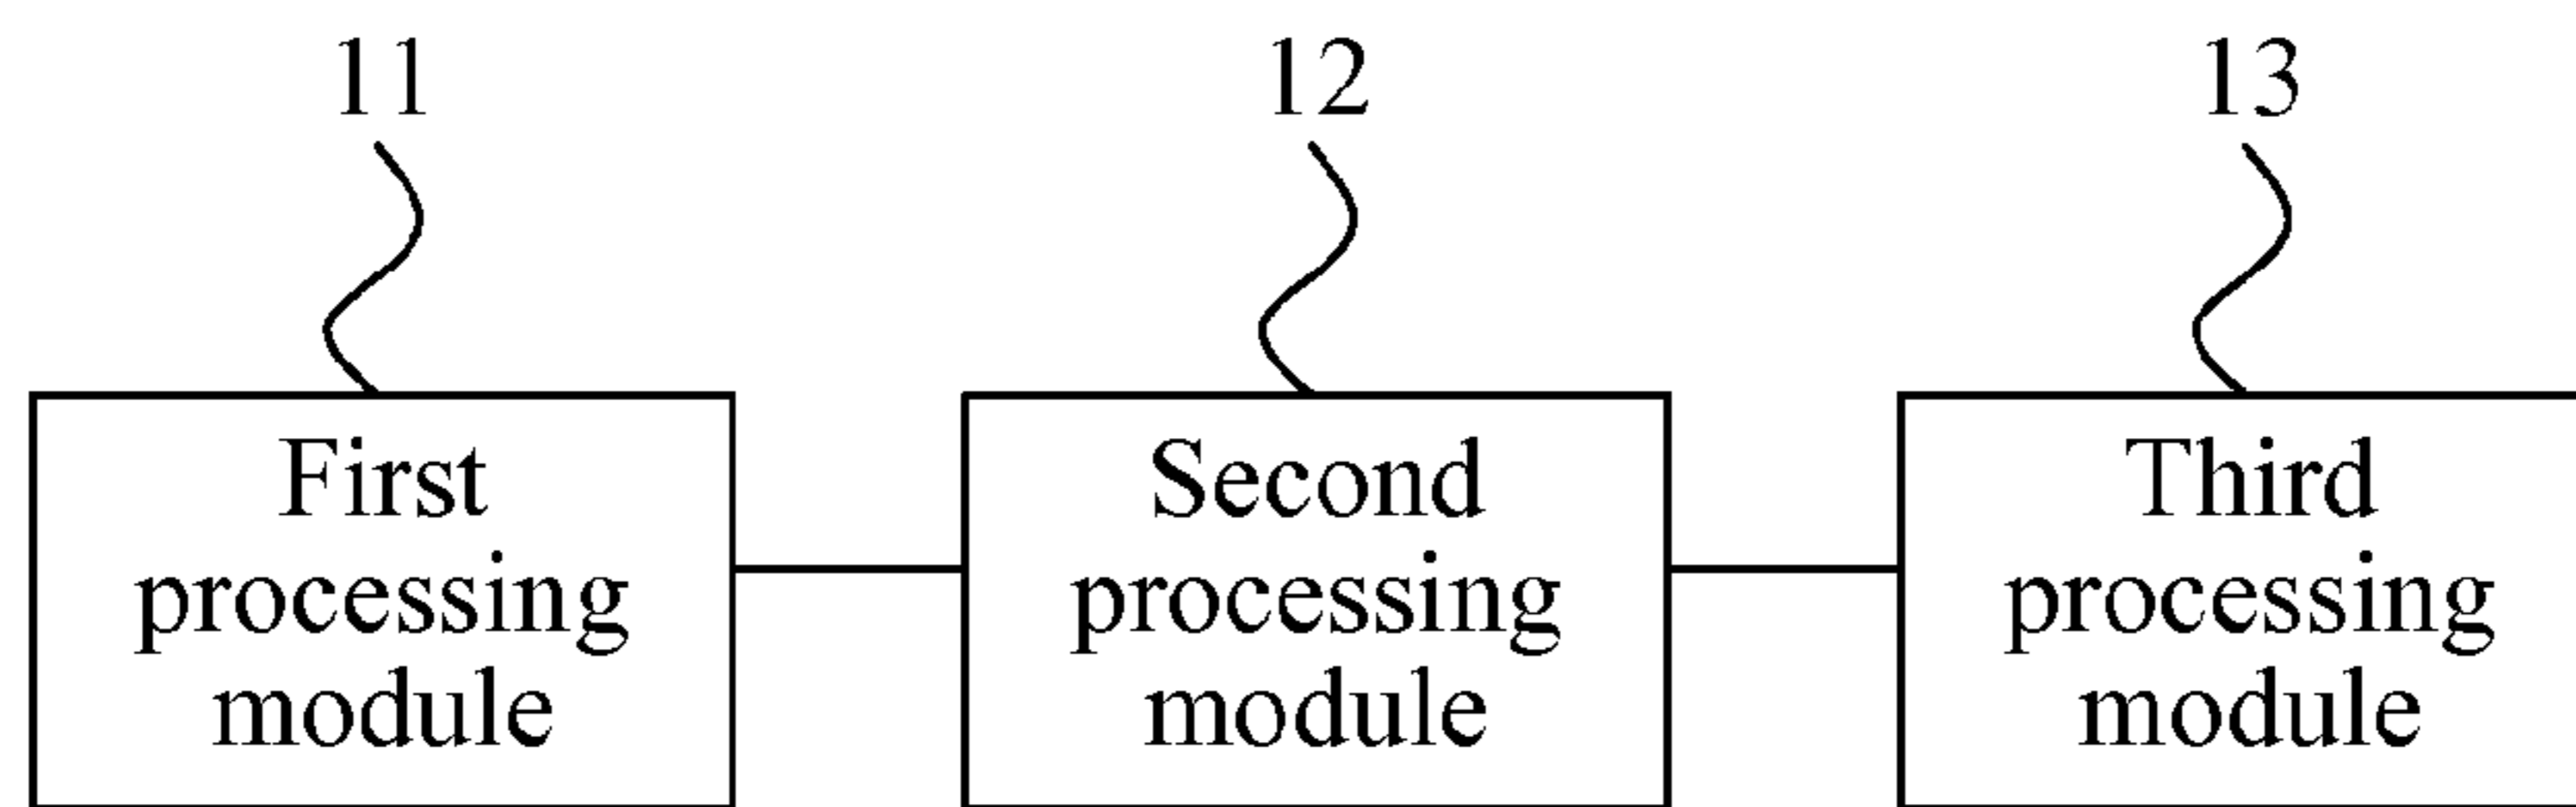 11
12
13
First
processing
module
Second
processing
module
Third
processing
module